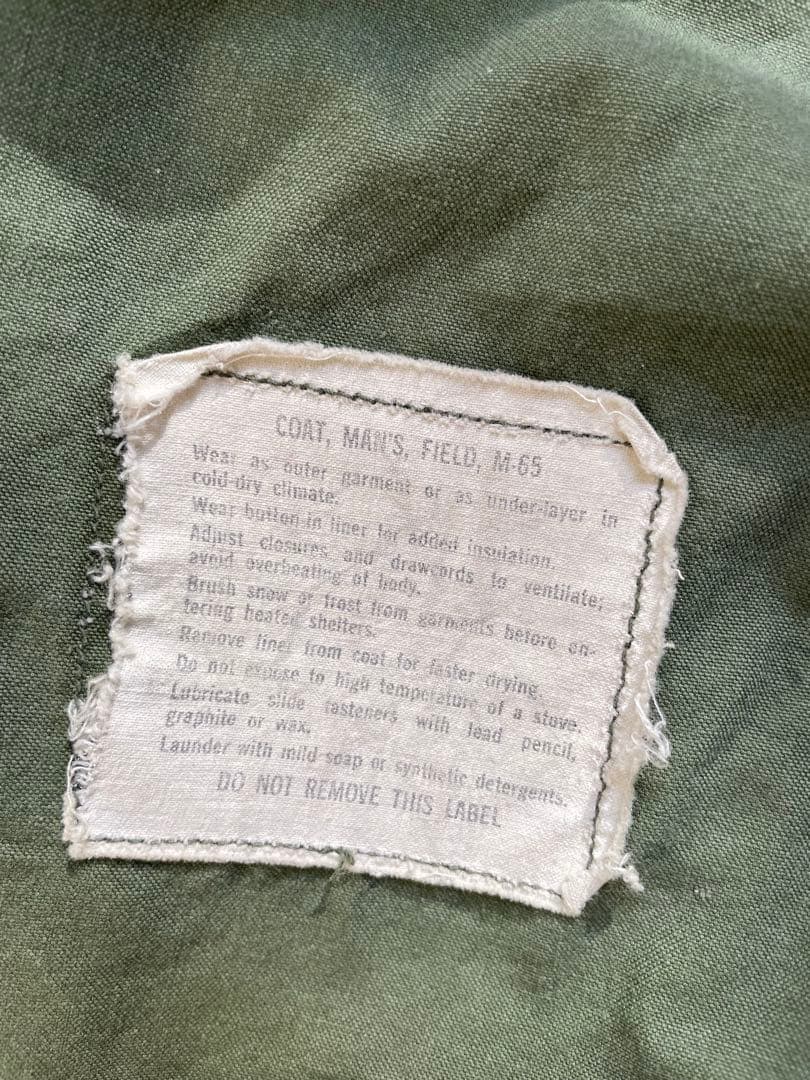 COAT, MAN'S, FIELD, M-65
Wear as outer garment or as under-layer in
cold-dry climate.
Wear button in liner for added insulation.
Adjust closures and drawcords to ventilate;
avoid overheating of body.
Brush snow or frost from garments before en-
tering heated shelters.
Remove liner from coat for faster drying.
Do not expose to high temperature of a stove.
Lubricate slide fasteners with lead pencil,
graphite or wax.
Launder with mild soap or synthetic detergents.
DO NOT REMOVE THIS LABEL